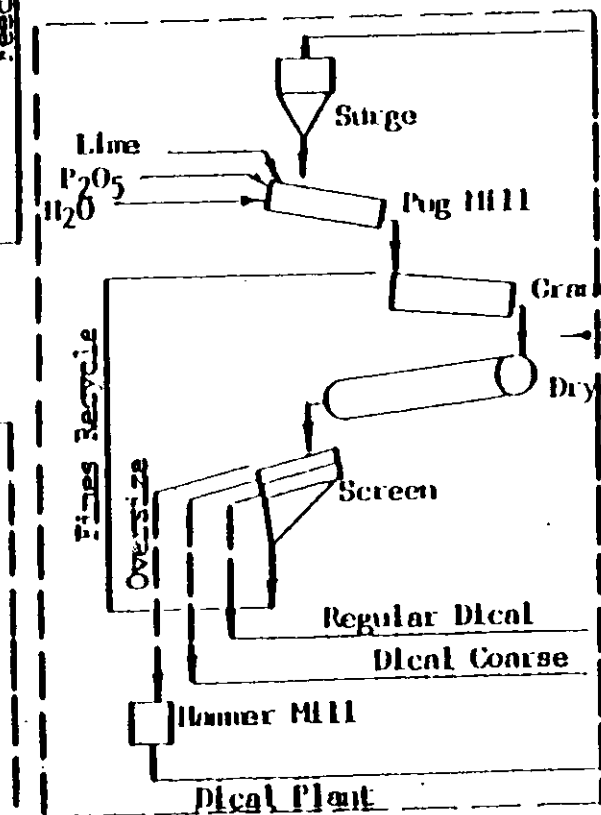 Surge
Lime
P₂O₅
H₂O
Pug Mill
Gran
Dry
Fines Recycle
Oversize
Screen
Regular Dical
Dical Coarse
Hammer Mill
Dical Plant